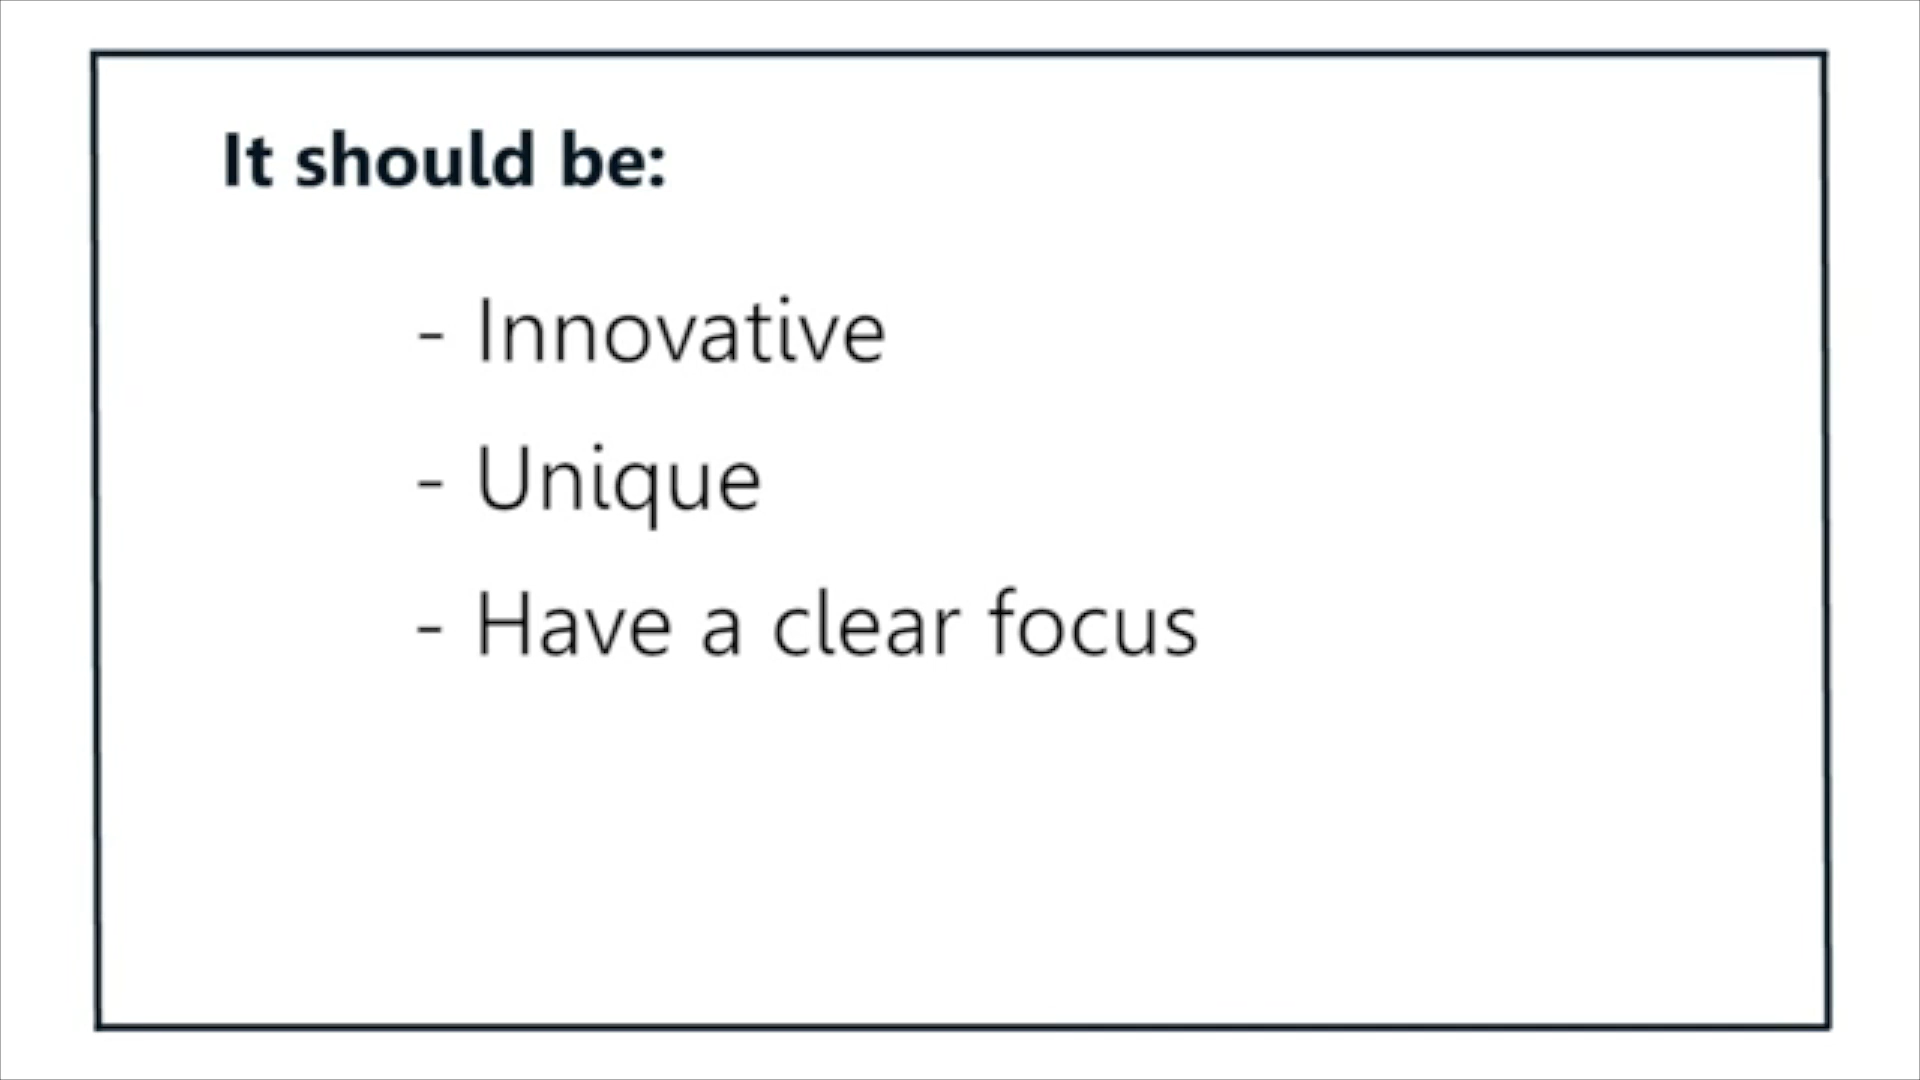 It should be:
- Innovative
- Unique
- Have a clear focus